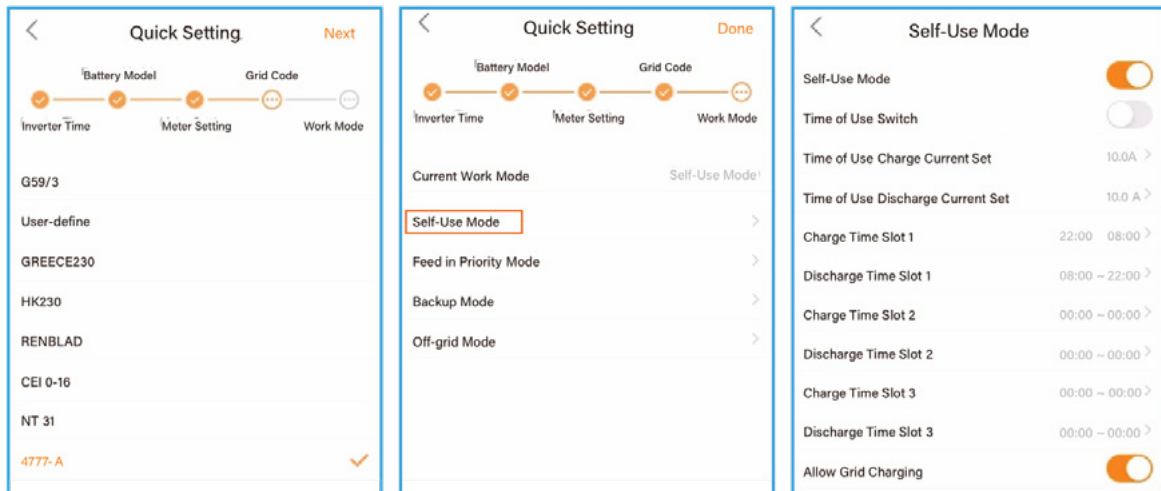 Quick Setting
Next
Battery Model
Grid Code
Inverter Time
Meter Setting
Work Mode
G59/3
User-define
GREECE230
HK230
RENBLAD
CEI 0-16
NT 31
4777-A
Quick Setting
Done
Battery Model
Grid Code
Inverter Time
Meter Setting
Work Mode
Current Work Mode
Self-Use Mode
Self-Use Mode
Feed in Priority Mode
Backup Mode
Off-grid Mode
Self-Use Mode
Self-Use Mode
Time of Use Switch
Time of Use Charge Current Set 10.0A
Time of Use Discharge Current Set 10.0 A
Charge Time Slot 1 22:00 08:00
Discharge Time Slot 1 08:00 ~ 22:00
Charge Time Slot 2 00:00 ~ 00:00
Discharge Time Slot 2 00:00 ~ 00:00
Charge Time Slot 3 00:00 ~ 00:00
Discharge Time Slot 3 00:00 ~ 00:00
Allow Grid Charging